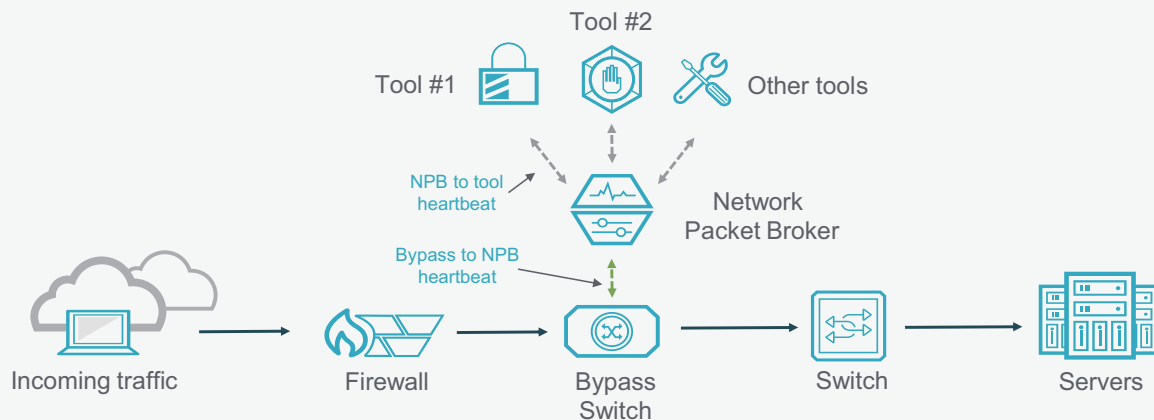 Tool #2
Tool #1
Other tools
NPB to tool
heartbeat
Network
Packet Broker
Bypass to NPB
heartbeat
Incoming traffic
Firewall
Bypass
Switch
Switch
Servers